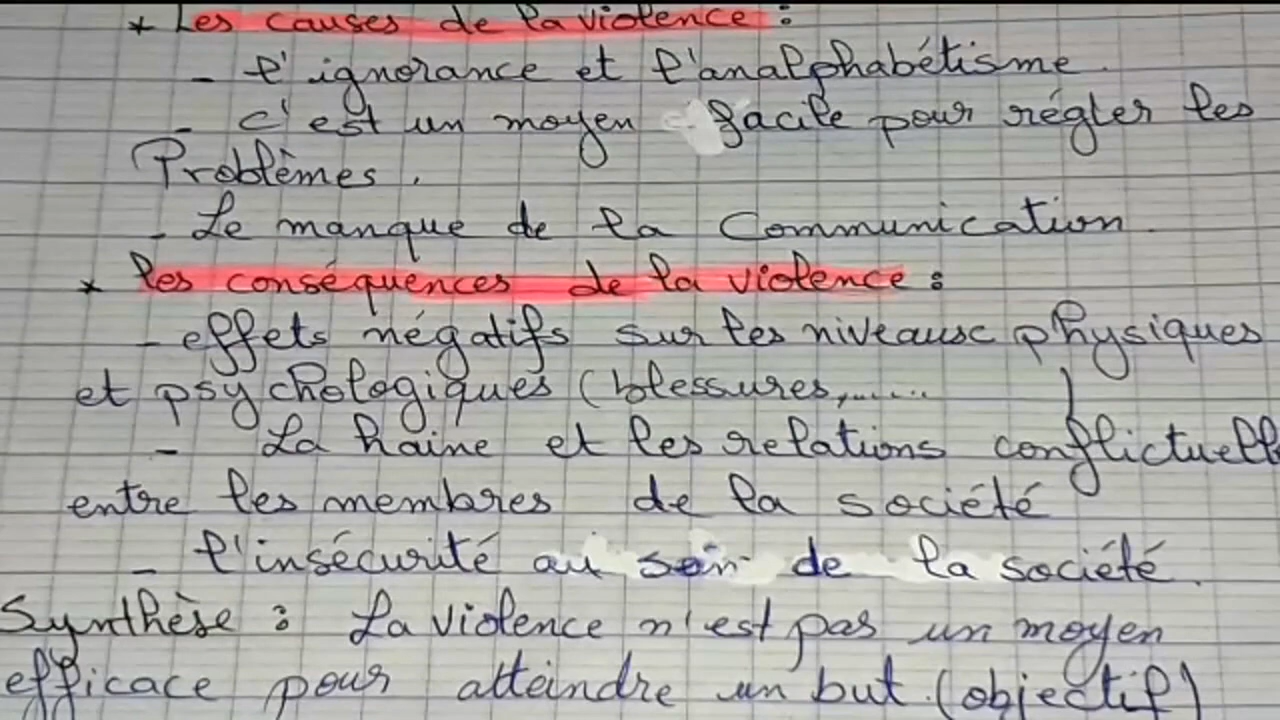 * Les causes de la violence :
- l'ignorance et l'analphabétisme.
- c'est un moyen facile pour régler les
Problèmes.
- Le manque de la Communication.
* les conséquences de la violence :
- effets négatifs sur les niveaux physiques
et psychologiques (blessures,......)
- La haine et les relations conflictuell
entre les membres de la société
- l'insécurité au sein de la société.
Synthèse : La violence n'est pas un moyen
efficace pour atteindre un but (objectif)